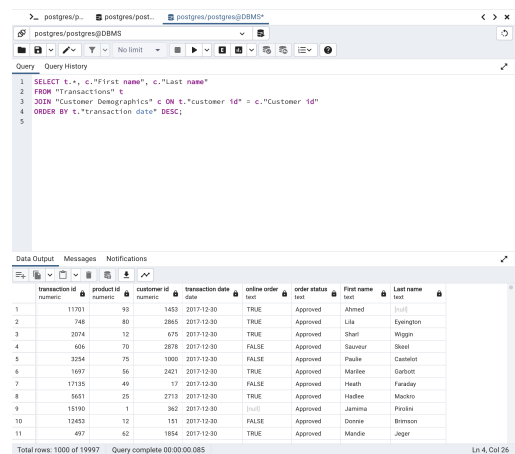 postgres/p...
postgres/post...
postgres/postgres@DBMS*
postgres/postgres@DBMS
No limit
E
Query
Query History
1 SELECT t.*, c."First name", c."Last name"
2 FROM "Transactions" t
3 JOIN "Customer Demographics" c ON t."customer id" = c."Customer id"
4 ORDER BY t."transaction date" DESC;
5
Data Output Messages Notifications
transaction id numeric product id numeric customer id numeric transaction date date online order text order status text First name text Last name text
1 11701 93 1453 2017-12-30 TRUE Approved Ahmed [null]
2 748 80 2865 2017-12-30 TRUE Approved Lila Eyeington
3 2074 12 675 2017-12-30 TRUE Approved Sharl Wiggin
4 606 70 2878 2017-12-30 FALSE Approved Sauveur Skeel
5 3254 75 1000 2017-12-30 FALSE Approved Paulie Castelot
6 1697 56 2421 2017-12-30 TRUE Approved Marilee Garbott
7 17135 49 17 2017-12-30 FALSE Approved Heath Faraday
8 5651 25 2713 2017-12-30 TRUE Approved Hadlee Mackro
9 15190 1 362 2017-12-30 [null] Approved Jamima Pirolini
10 12453 12 151 2017-12-30 FALSE Approved Donnie Brimson
11 497 62 1854 2017-12-30 TRUE Approved Mandie Jeger
Total rows: 1000 of 19997 Query complete 00:00:00.085 Ln 4, Col 26